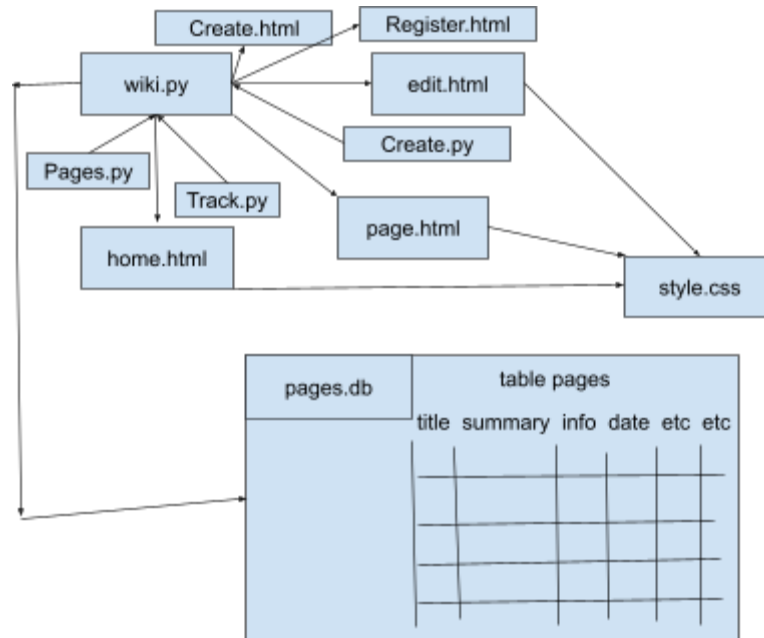 Create.html
Register.html
wiki.py
edit.html
Create.py
Pages.py
Track.py
page.html
home.html
style.css
pages.db
table pages
title summary info date etc etc